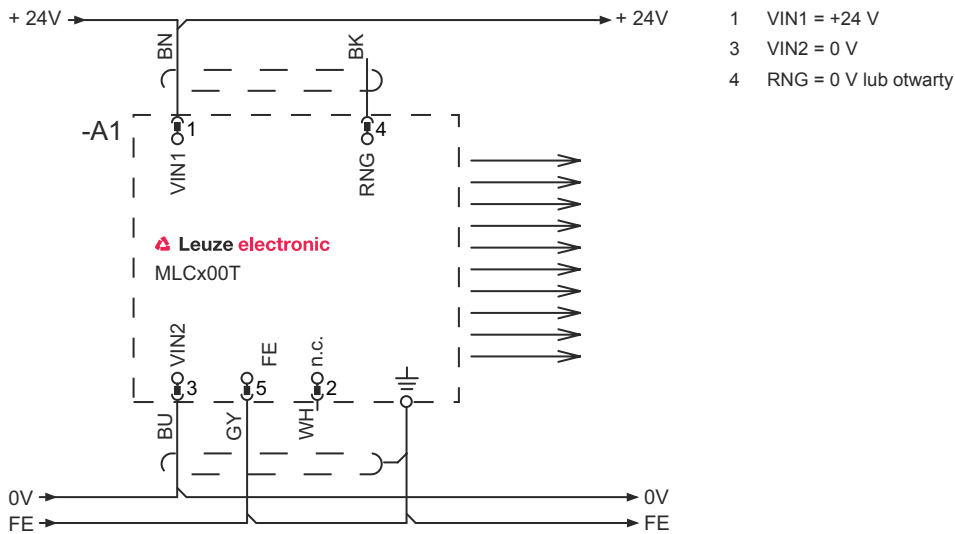 + 24V
+ 24V
BN
BK
-A1
1
4
VIN1
RNG
Leuze electronic
MLCx00T
VIN2
FE
n.c.
3
5
2
BU
GY
WH
0V
0V
FE
FE
1 VIN1 = +24 V
3 VIN2 = 0 V
4 RNG = 0 V lub otwarty